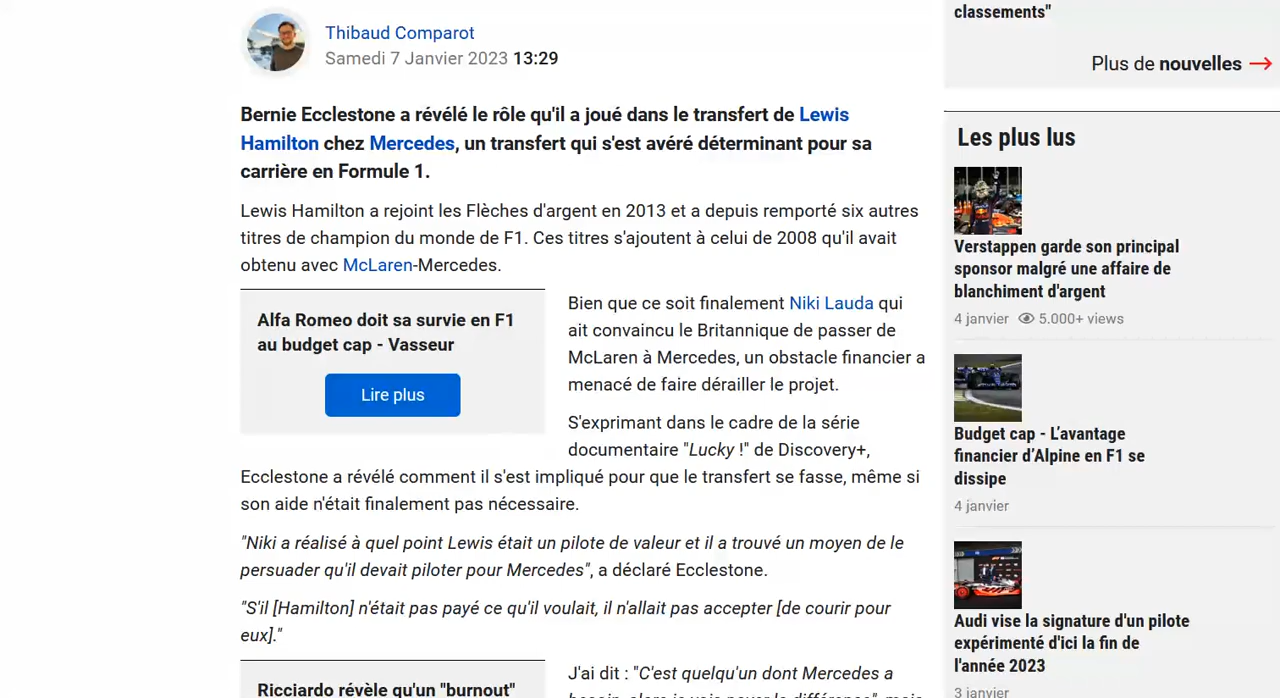 Thibaud Comparot
Samedi 7 Janvier 2023 13:29
Bernie Ecclestone a révélé le rôle qu'il a joué dans le transfert de Lewis
Hamilton chez Mercedes, un transfert qui s'est avéré déterminant pour sa
carrière en Formule 1.
Lewis Hamilton a rejoint les Flèches d'argent en 2013 et a depuis remporté six autres
titres de champion du monde de F1. Ces titres s'ajoutent à celui de 2008 qu'il avait
obtenu avec McLaren-Mercedes.
Alfa Romeo doit sa survie en F1
au budget cap - Vasseur
Lire plus
Bien que ce soit finalement Niki Lauda qui
ait convaincu le Britannique de passer de
McLaren à Mercedes, un obstacle financier a
menacé de faire dérailler le projet.
S'exprimant dans le cadre de la série
documentaire "Lucky !" de Discovery+,
Ecclestone a révélé comment il s'est impliqué pour que le transfert se fasse, même si
son aide n'était finalement pas nécessaire.
"Niki a réalisé à quel point Lewis était un pilote de valeur et il a trouvé un moyen de le
persuader qu'il devait piloter pour Mercedes", a déclaré Ecclestone.
"S'il [Hamilton] n'était pas payé ce qu'il voulait, il n'allait pas accepter [de courir pour
eux]."
Ricciardo révèle qu'un "burnout"
J'ai dit : "C'est quelqu'un dont Mercedes a
besoin, alors je vais payer la différence", mais
classements"
Plus de nouvelles
Les plus lus
Verstappen garde son principal
sponsor malgré une affaire de
blanchiment d'argent
4 janvier 5.000+ views
Budget cap - L’avantage
financier d’Alpine en F1 se
dissipe
4 janvier
Audi vise la signature d'un pilote
expérimenté d'ici la fin de
l'année 2023
3 janvier